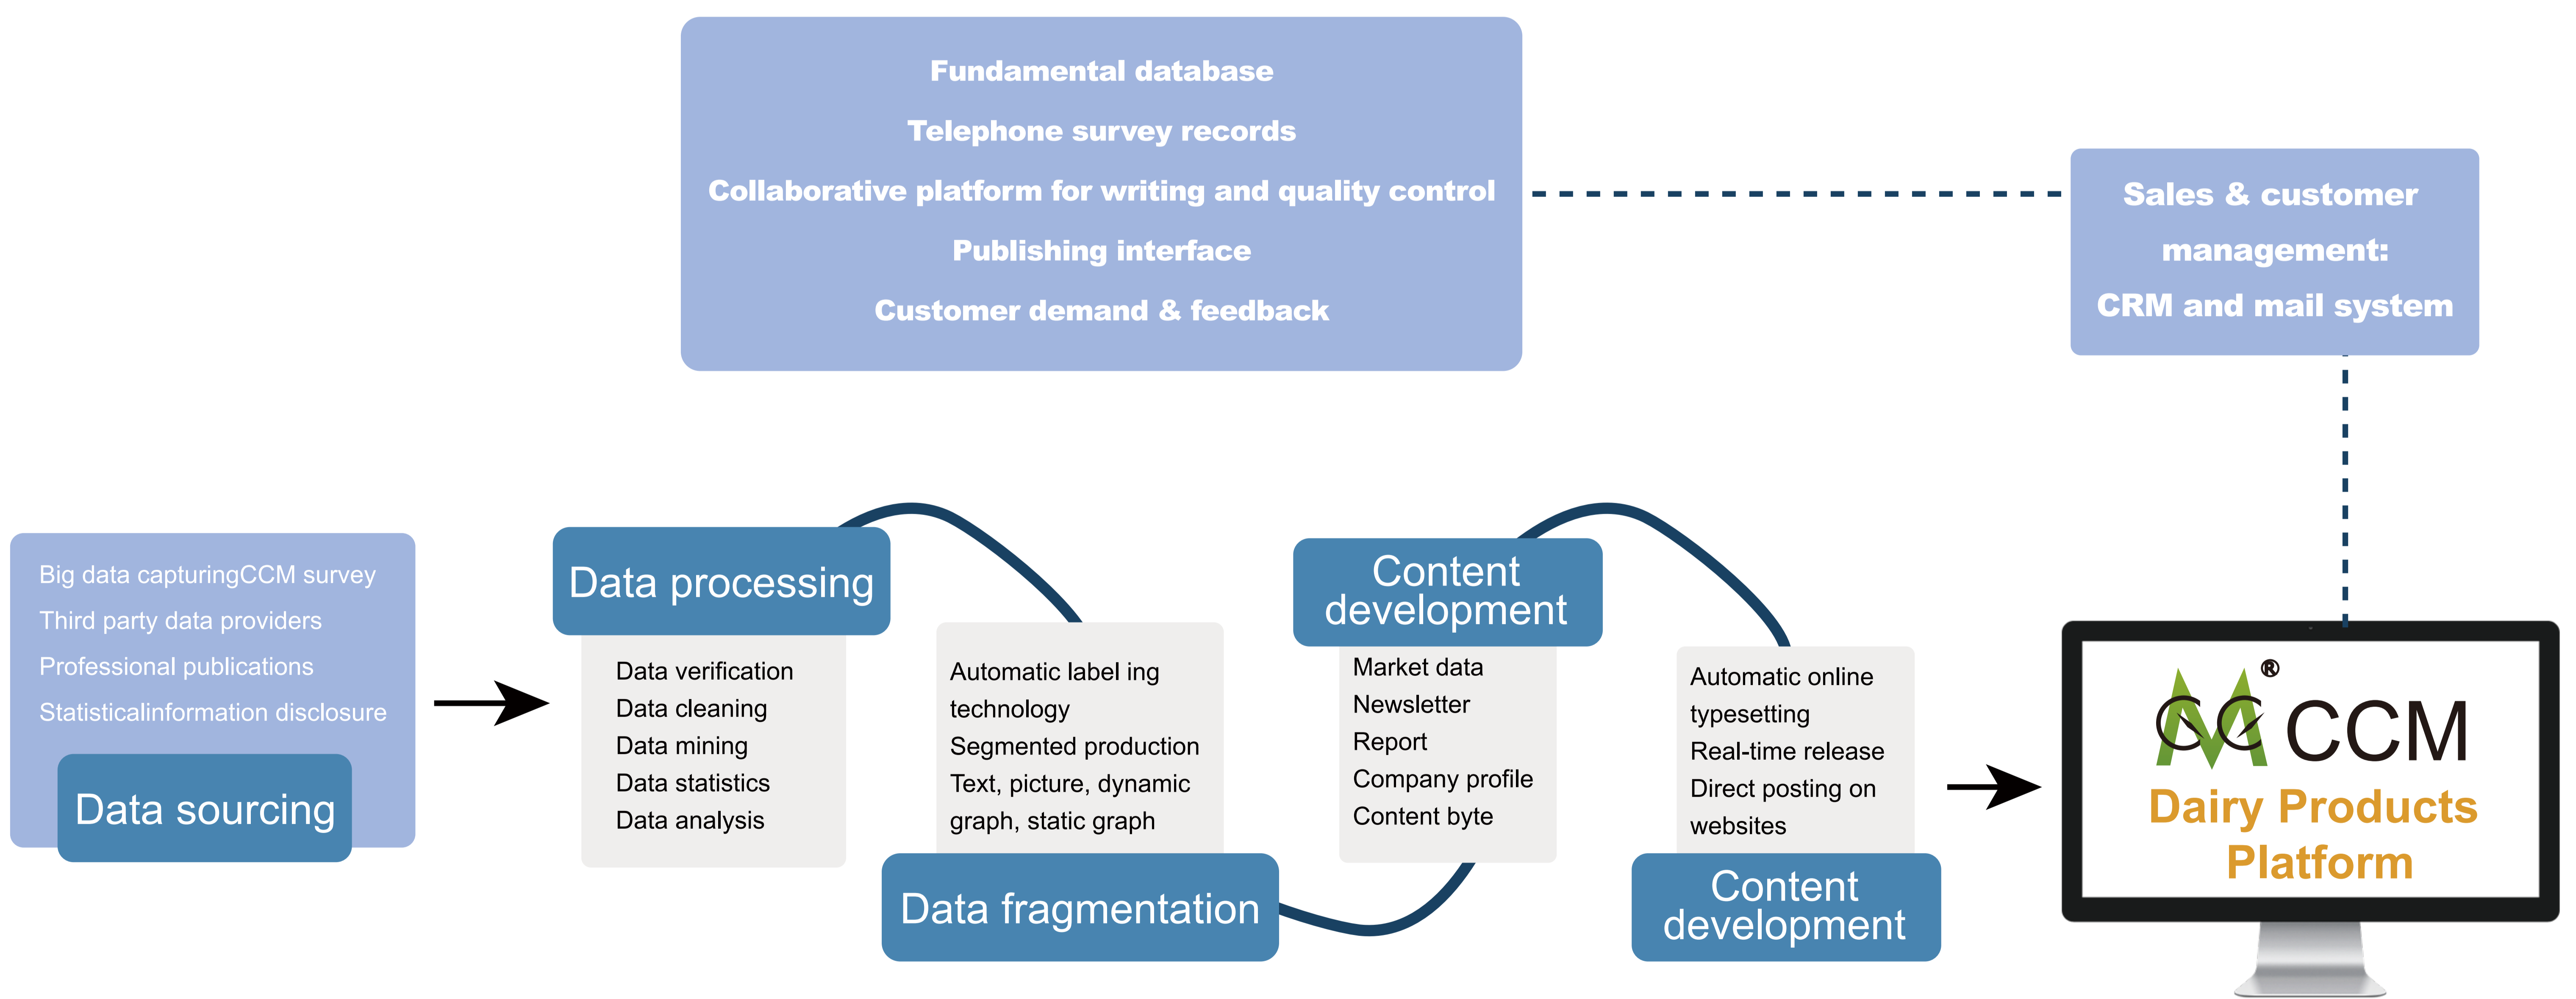 Fundamental database
Telephone survey records
Collaborative platform for writing and quality control
Publishing interface
Customer demand & feedback
Sales & customer
management:
CRM and mail system
Big data capturingCCM survey
Third party data providers
Professional publications
Statisticalinformation disclosure
Data sourcing
Data processing
Data verification
Data cleaning
Data mining
Data statistics
Data analysis
Automatic label ing
technology
Segmented production
Text, picture, dynamic
graph, static graph
Data fragmentation
Content
development
Market data
Newsletter
Report
Company profile
Content byte
Automatic online
typesetting
Real-time release
Direct posting on
websites
Content
development
® CCM
Dairy Products
Platform